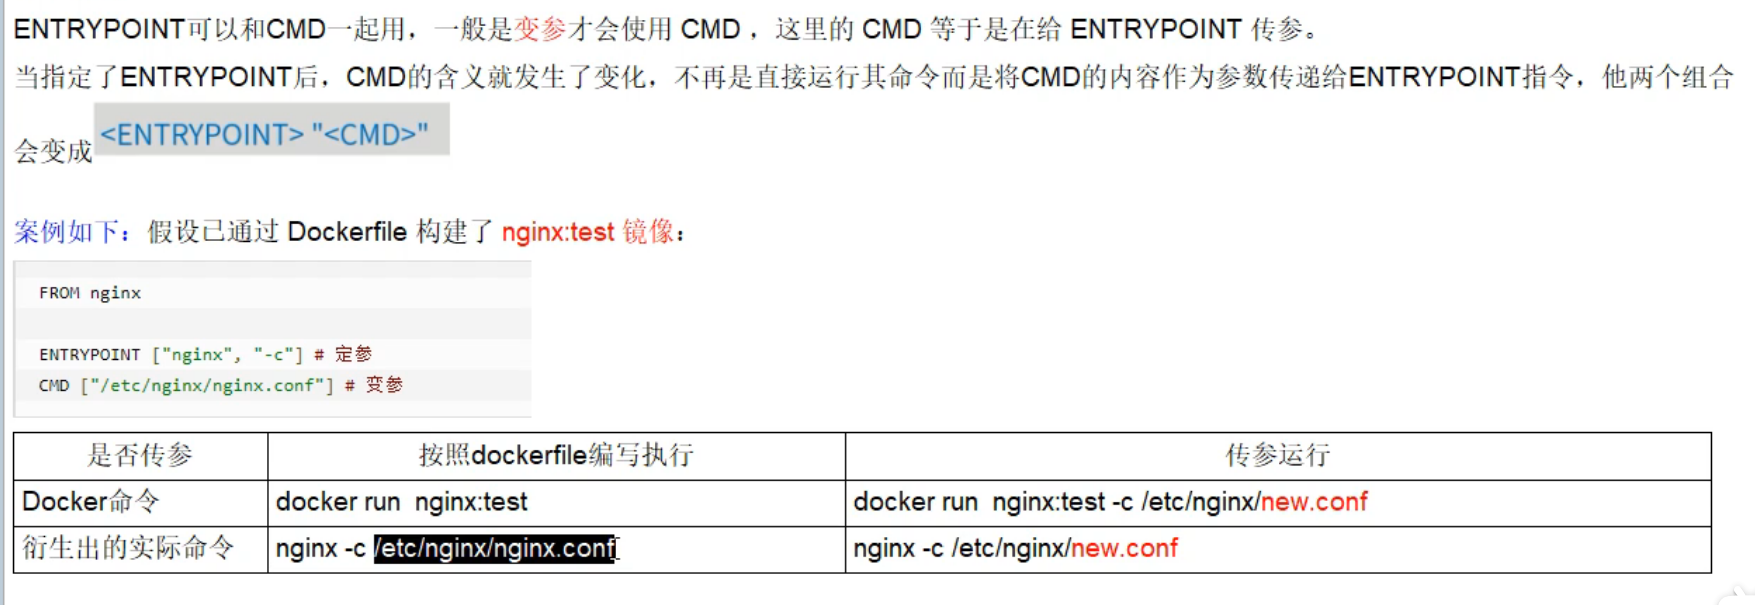 ENTRYPOINT可以和CMD一起用，一般是变参才会使用 CMD ，这里的 CMD 等于是在给 ENTRYPOINT 传参。
当指定了ENTRYPOINT后，CMD的含义就发生了变化，不再是直接运行其命令而是将CMD的内容作为参数传递给ENTRYPOINT指令，他两个组合
会变成 <ENTRYPOINT> "<CMD>"
案例如下：假设已通过 Dockerfile 构建了 nginx:test 镜像：
FROM nginx
ENTRYPOINT ["nginx", "-c"] # 定参
CMD ["/etc/nginx/nginx.conf"] # 变参
是否传参 按照dockerfile编写执行 传参运行
Docker命令 docker run  nginx:test docker run  nginx:test -c /etc/nginx/new.conf
衍生出的实际命令 nginx -c /etc/nginx/nginx.conf nginx -c /etc/nginx/new.conf